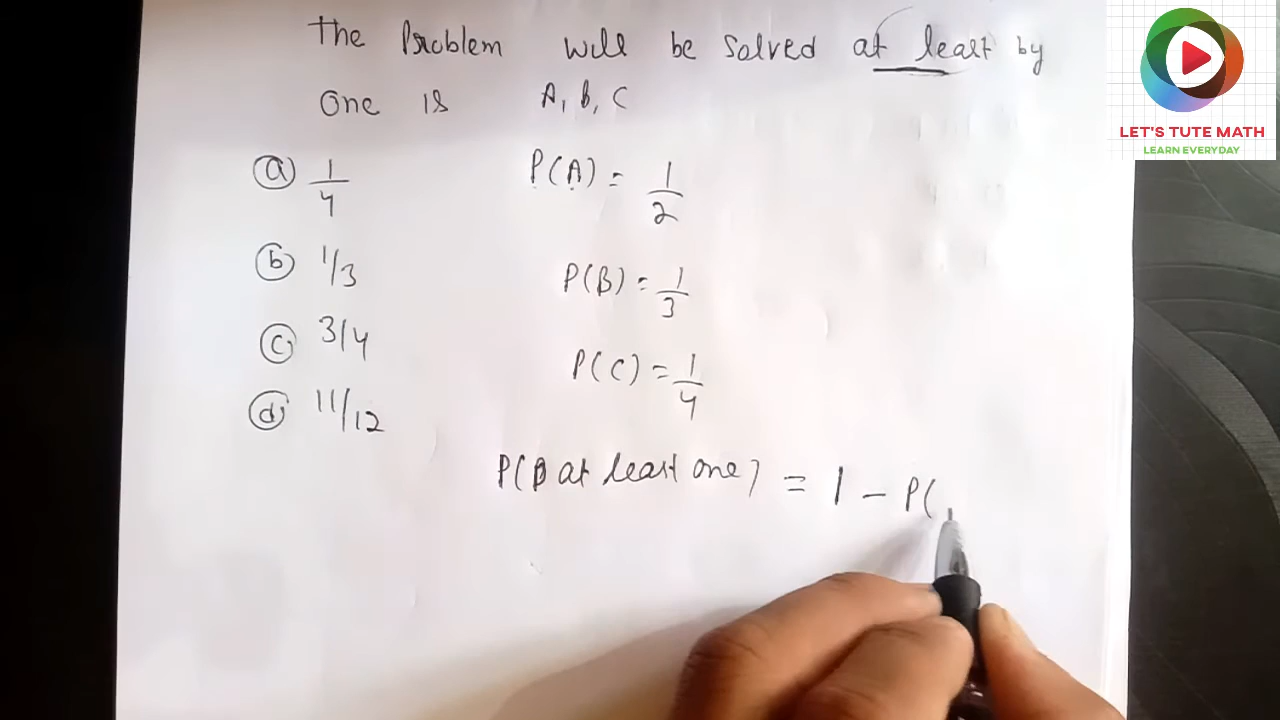 The Problem will be solved at least by
One is A, B, C
(a) 1/4
P(A) = 1/2
(b) 1/3
P(B) = 1/3
(c) 3/4
P(C) = 1/4
(d) 11/12
P( at least one) = 1 - P(
LET'S TUTE MATH
LEARN EVERYDAY